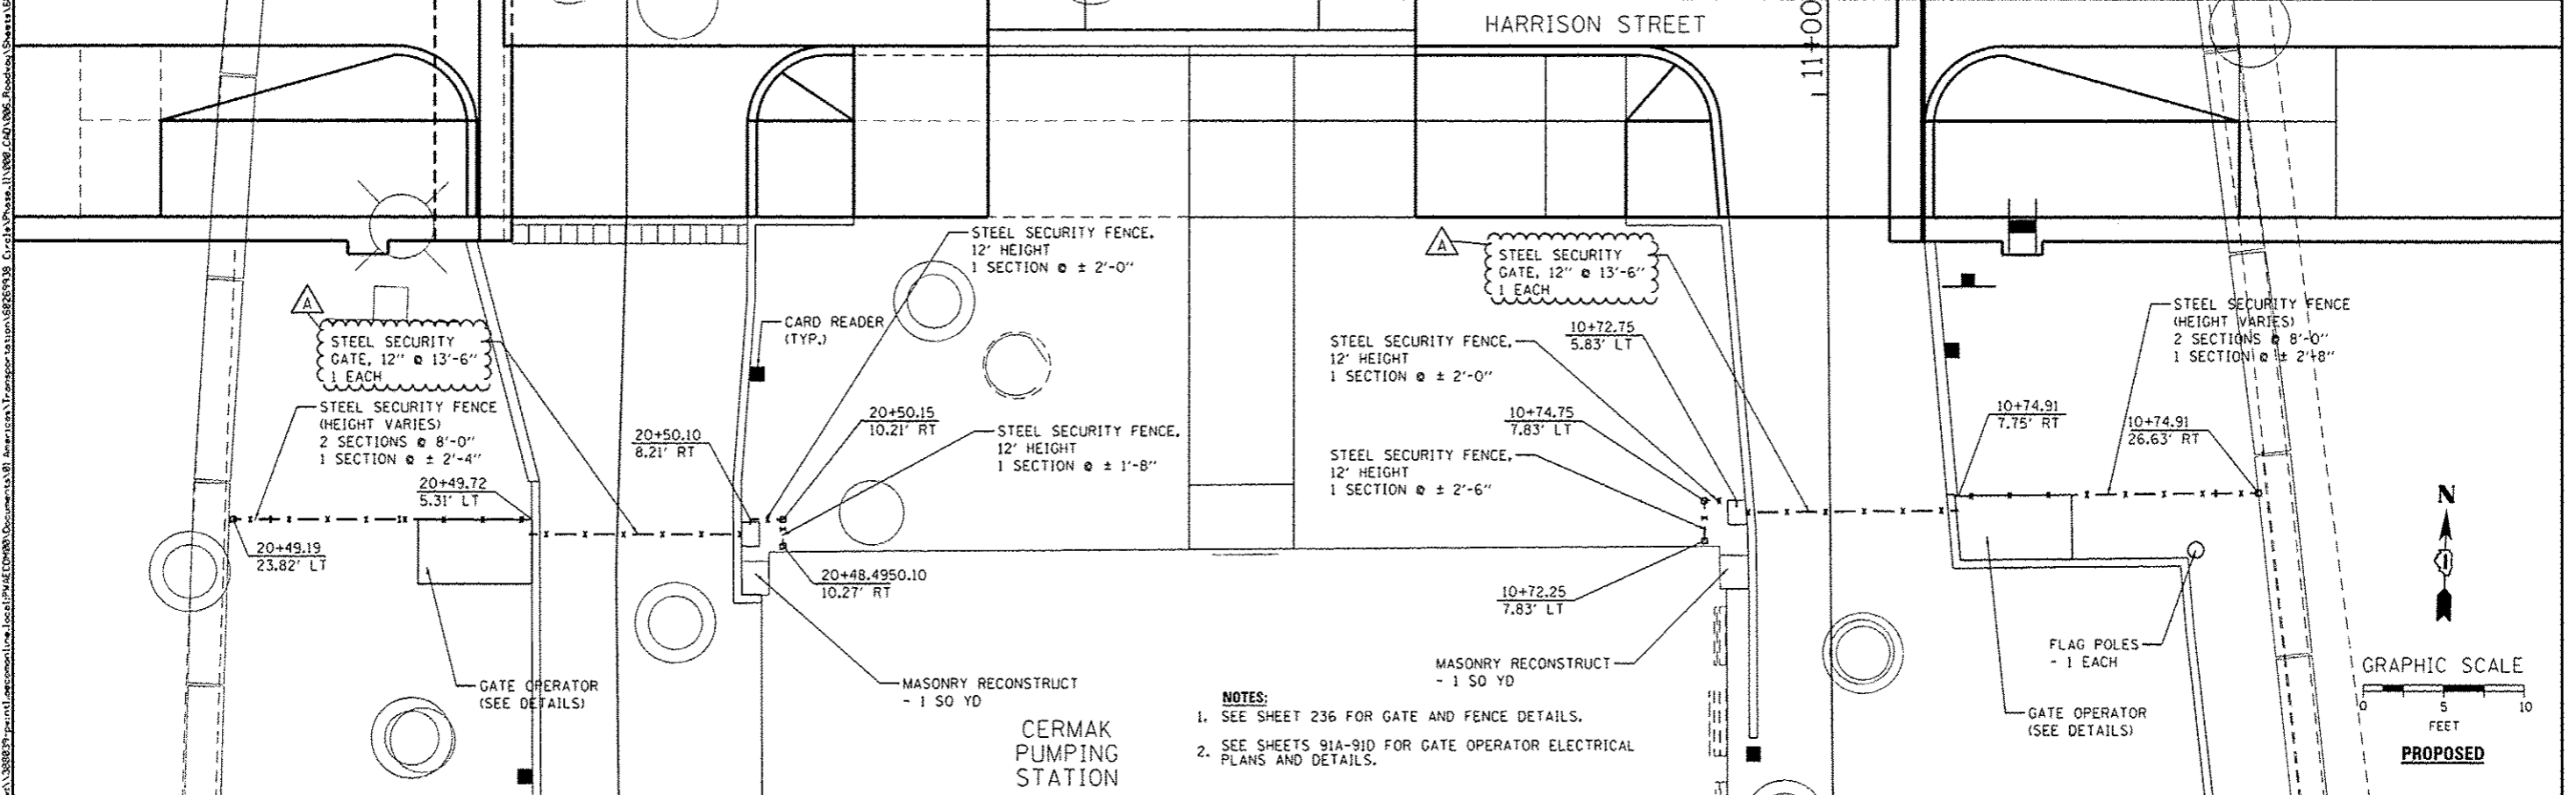 HARRISON STREET
11+00
STEEL SECURITY FENCE,
12' HEIGHT
1 SECTION @ ± 2'-0"
A
STEEL SECURITY
GATE, 12" @ 13'-6"
1 EACH
A
STEEL SECURITY
GATE, 12" @ 13'-6"
1 EACH
CARD READER
(TYP.)
STEEL SECURITY FENCE,
12' HEIGHT
1 SECTION @ ± 2'-0"
10+72.75
5.83' LT
STEEL SECURITY FENCE
(HEIGHT VARIES)
2 SECTIONS @ 8'-0"
1 SECTION @ ± 2'-8"
STEEL SECURITY FENCE
(HEIGHT VARIES)
2 SECTIONS @ 8'-0"
1 SECTION @ ± 2'-4"
20+49.72
5.31' LT
20+50.10
8.21' RT
20+50.15
10.21' RT
STEEL SECURITY FENCE,
12' HEIGHT
1 SECTION @ ± 1'-8"
10+74.75
7.83' LT
STEEL SECURITY FENCE,
12' HEIGHT
1 SECTION @ ± 2'-6"
10+74.91
7.75' RT
10+74.91
26.63' RT
20+49.19
23.82' LT
20+48.4950.10
10.27' RT
10+72.25
7.83' LT
N
GATE OPERATOR
(SEE DETAILS)
MASONRY RECONSTRUCT
- 1 SQ YD
MASONRY RECONSTRUCT
- 1 SQ YD
FLAG POLES
- 1 EACH
GATE OPERATOR
(SEE DETAILS)
CERMAK
PUMPING
STATION
NOTES:
1. SEE SHEET 236 FOR GATE AND FENCE DETAILS.
2. SEE SHEETS 91A-91D FOR GATE OPERATOR ELECTRICAL
PLANS AND DETAILS.
GRAPHIC SCALE
0 5 10
FEET
PROPOSED